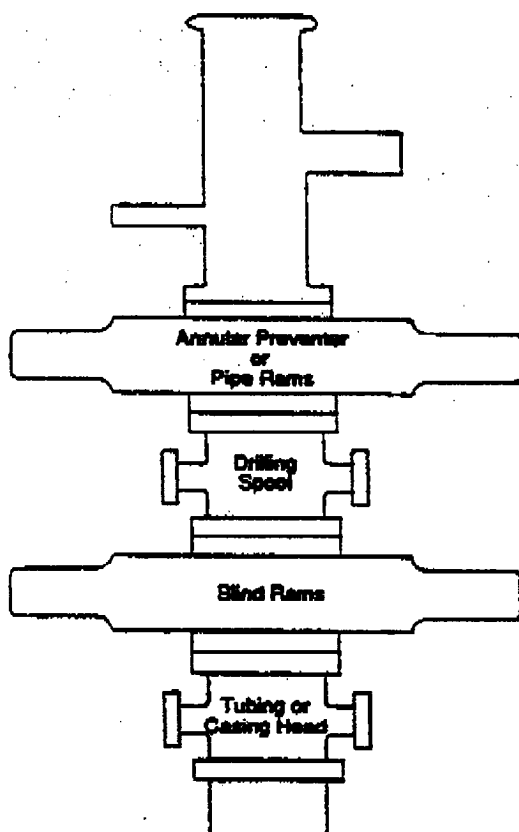 Annular Preventer
or
Pipe Rams
Drilling
Spool
Blind Rams
Tubing or
Casing Head